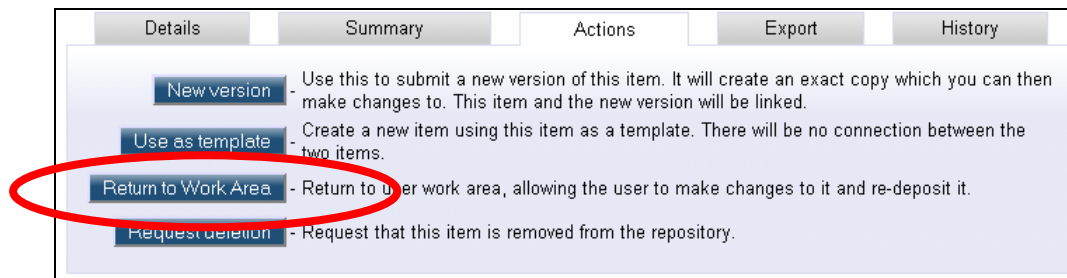 Details Summary Actions Export History
New version - Use this to submit a new version of this item. It will create an exact copy which you can then
make changes to. This item and the new version will be linked.
Use as template - Create a new item using this item as a template. There will be no connection between the
two items.
Return to Work Area - Return to user work area, allowing the user to make changes to it and re-deposit it.
Request deletion - Request that this item is removed from the repository.